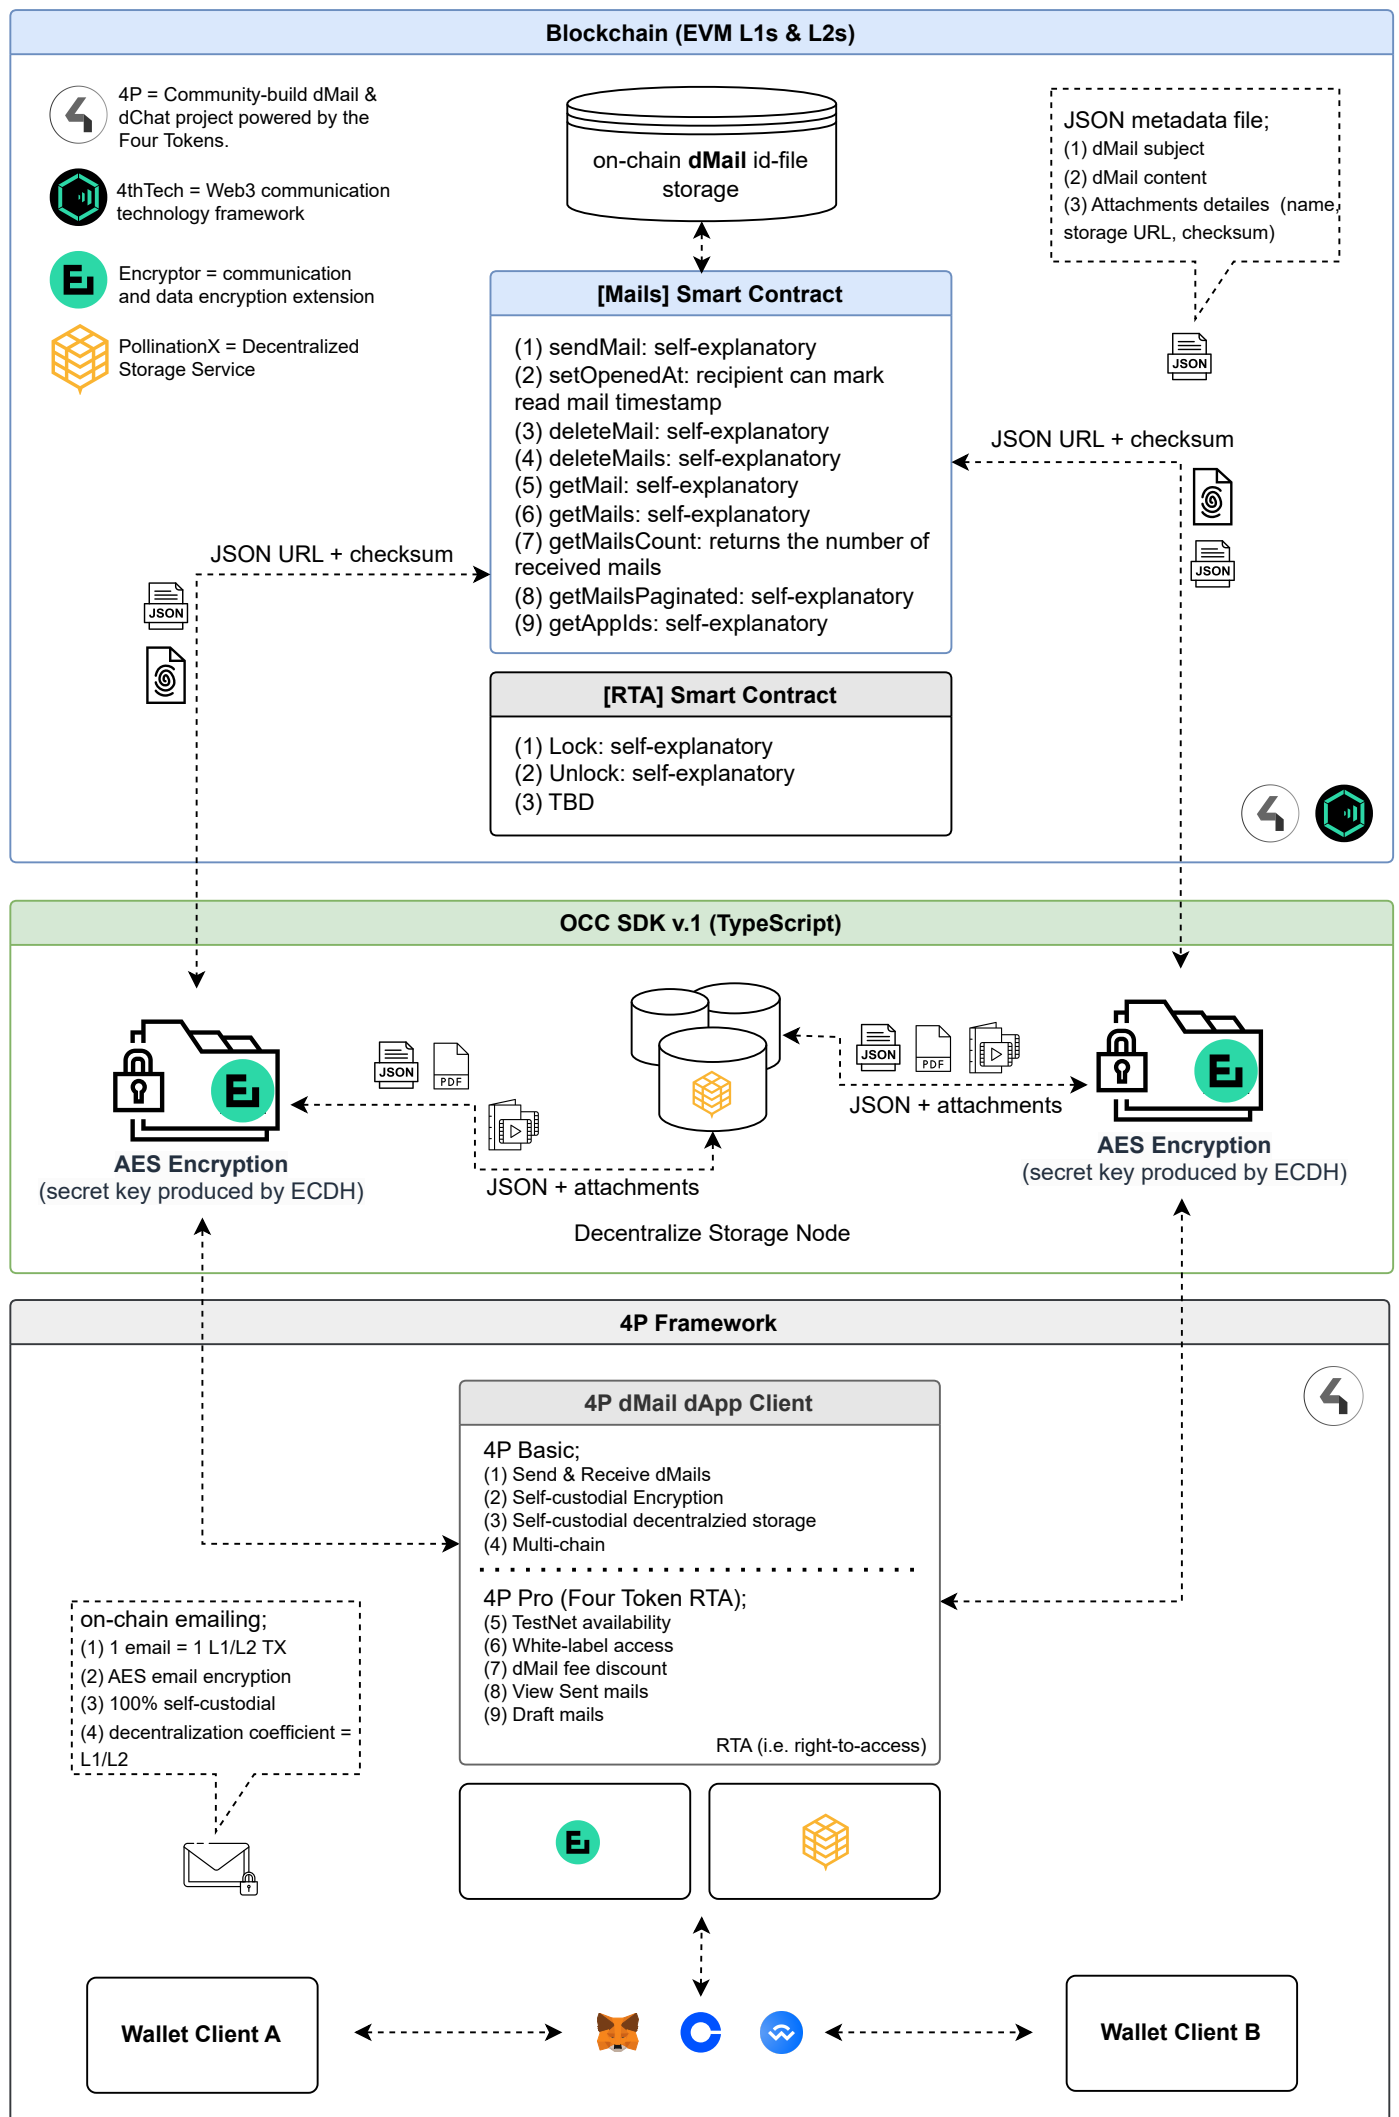 Blockchain (EVM L1s & L2s)
4P = Community-build dMail &
dChat project powered by the
Four Tokens.
4thTech = Web3 communication
technology framework
Encryptor = communication
and data encryption extension
PollinationX = Decentralized
Storage Service
on-chain dMail id-file
storage
JSON metadata file;
(1) dMail subject
(2) dMail content
(3) Attachments detailes (name,
storage URL, checksum)
JSON
[Mails] Smart Contract
(1) sendMail: self-explanatory
(2) setOpenedAt: recipient can mark
read mail timestamp
(3) deleteMail: self-explanatory
(4) deleteMails: self-explanatory
(5) getMail: self-explanatory
(6) getMails: self-explanatory
(7) getMailsCount: returns the number of
received mails
(8) getMailsPaginated: self-explanatory
(9) getAppIds: self-explanatory
JSON URL + checksum
JSON
JSON URL + checksum
JSON
[RTA] Smart Contract
(1) Lock: self-explanatory
(2) Unlock: self-explanatory
(3) TBD
OCC SDK v.1 (TypeScript)
JSON
PDF
JSON + attachments
JSON
PDF
JSON + attachments
AES Encryption
(secret key produced by ECDH)
AES Encryption
(secret key produced by ECDH)
Decentralize Storage Node
4P Framework
4P dMail dApp Client
4P Basic;
(1) Send & Receive dMails
(2) Self-custodial Encryption
(3) Self-custodial decentralzied storage
(4) Multi-chain
4P Pro (Four Token RTA);
(5) TestNet availability
(6) White-label access
(7) dMail fee discount
(8) View Sent mails
(9) Draft mails
RTA (i.e. right-to-access)
on-chain emailing;
(1) 1 email = 1 L1/L2 TX
(2) AES email encryption
(3) 100% self-custodial
(4) decentralization coefficient =
L1/L2
Wallet Client A
Wallet Client B